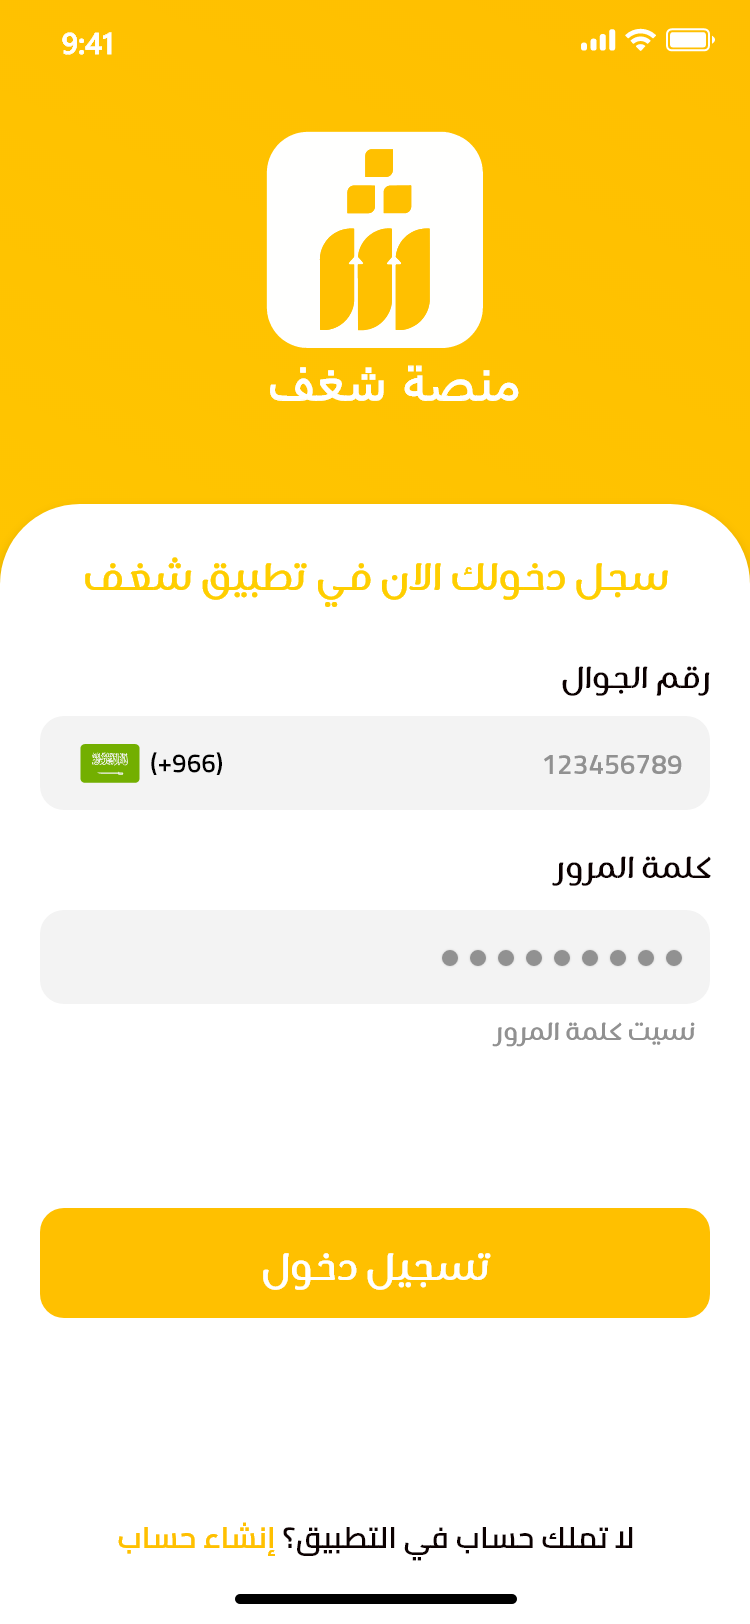 9:41
منصة شغف
سجل دخولك الان في تطبيق شغف
رقم الجوال
(+966) 123456789
كلمة المرور
نسيت كلمة المرور
تسجيل دخول
لا تملك حساب في التطبيق؟ إنشاء حساب